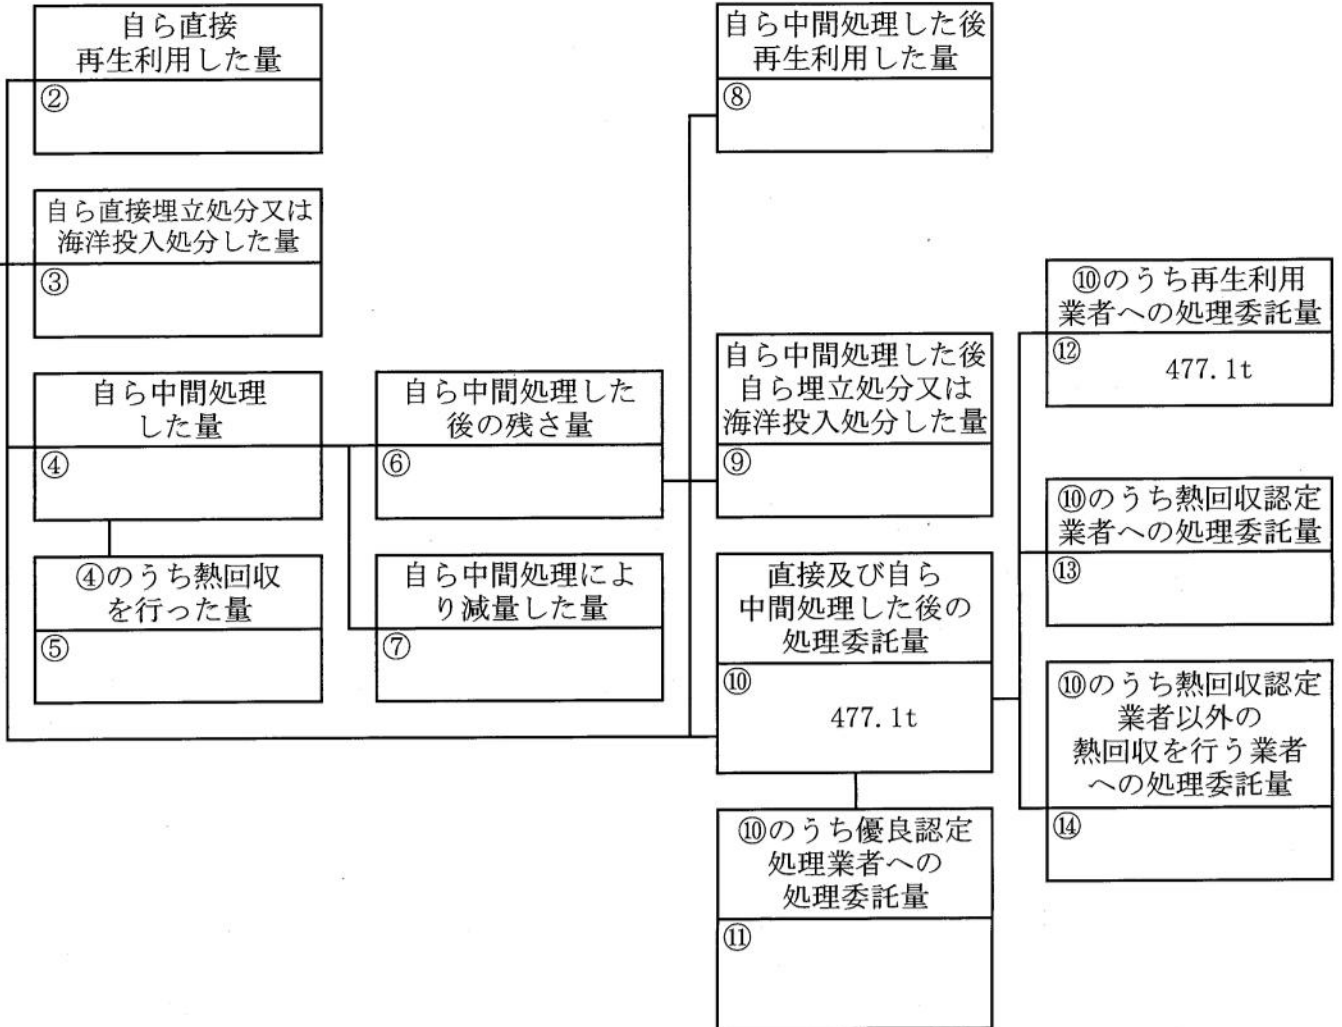 自ら直接
再生利用した量
②
自ら直接埋立処分又は
海洋投入処分した量
③
自ら中間処理
した量
④
④のうち熱回収
を行った量
⑤
自ら中間処理した
後の残さ量
⑥
自ら中間処理によ
り減量した量
⑦
自ら中間処理した後
再生利用した量
⑧
自ら中間処理した後
自ら埋立処分又は
海洋投入処分した量
⑨
直接及び自ら
中間処理した後の
処理委託量
⑩
477.1t
⑩のうち優良認定
処理業者への
処理委託量
⑪
⑩のうち再生利用
業者への処理委託量
⑫
477.1t
⑩のうち熱回収認定
業者への処理委託量
⑬
⑩のうち熱回収認定
業者以外の
熱回収を行う業者
への処理委託量
⑭